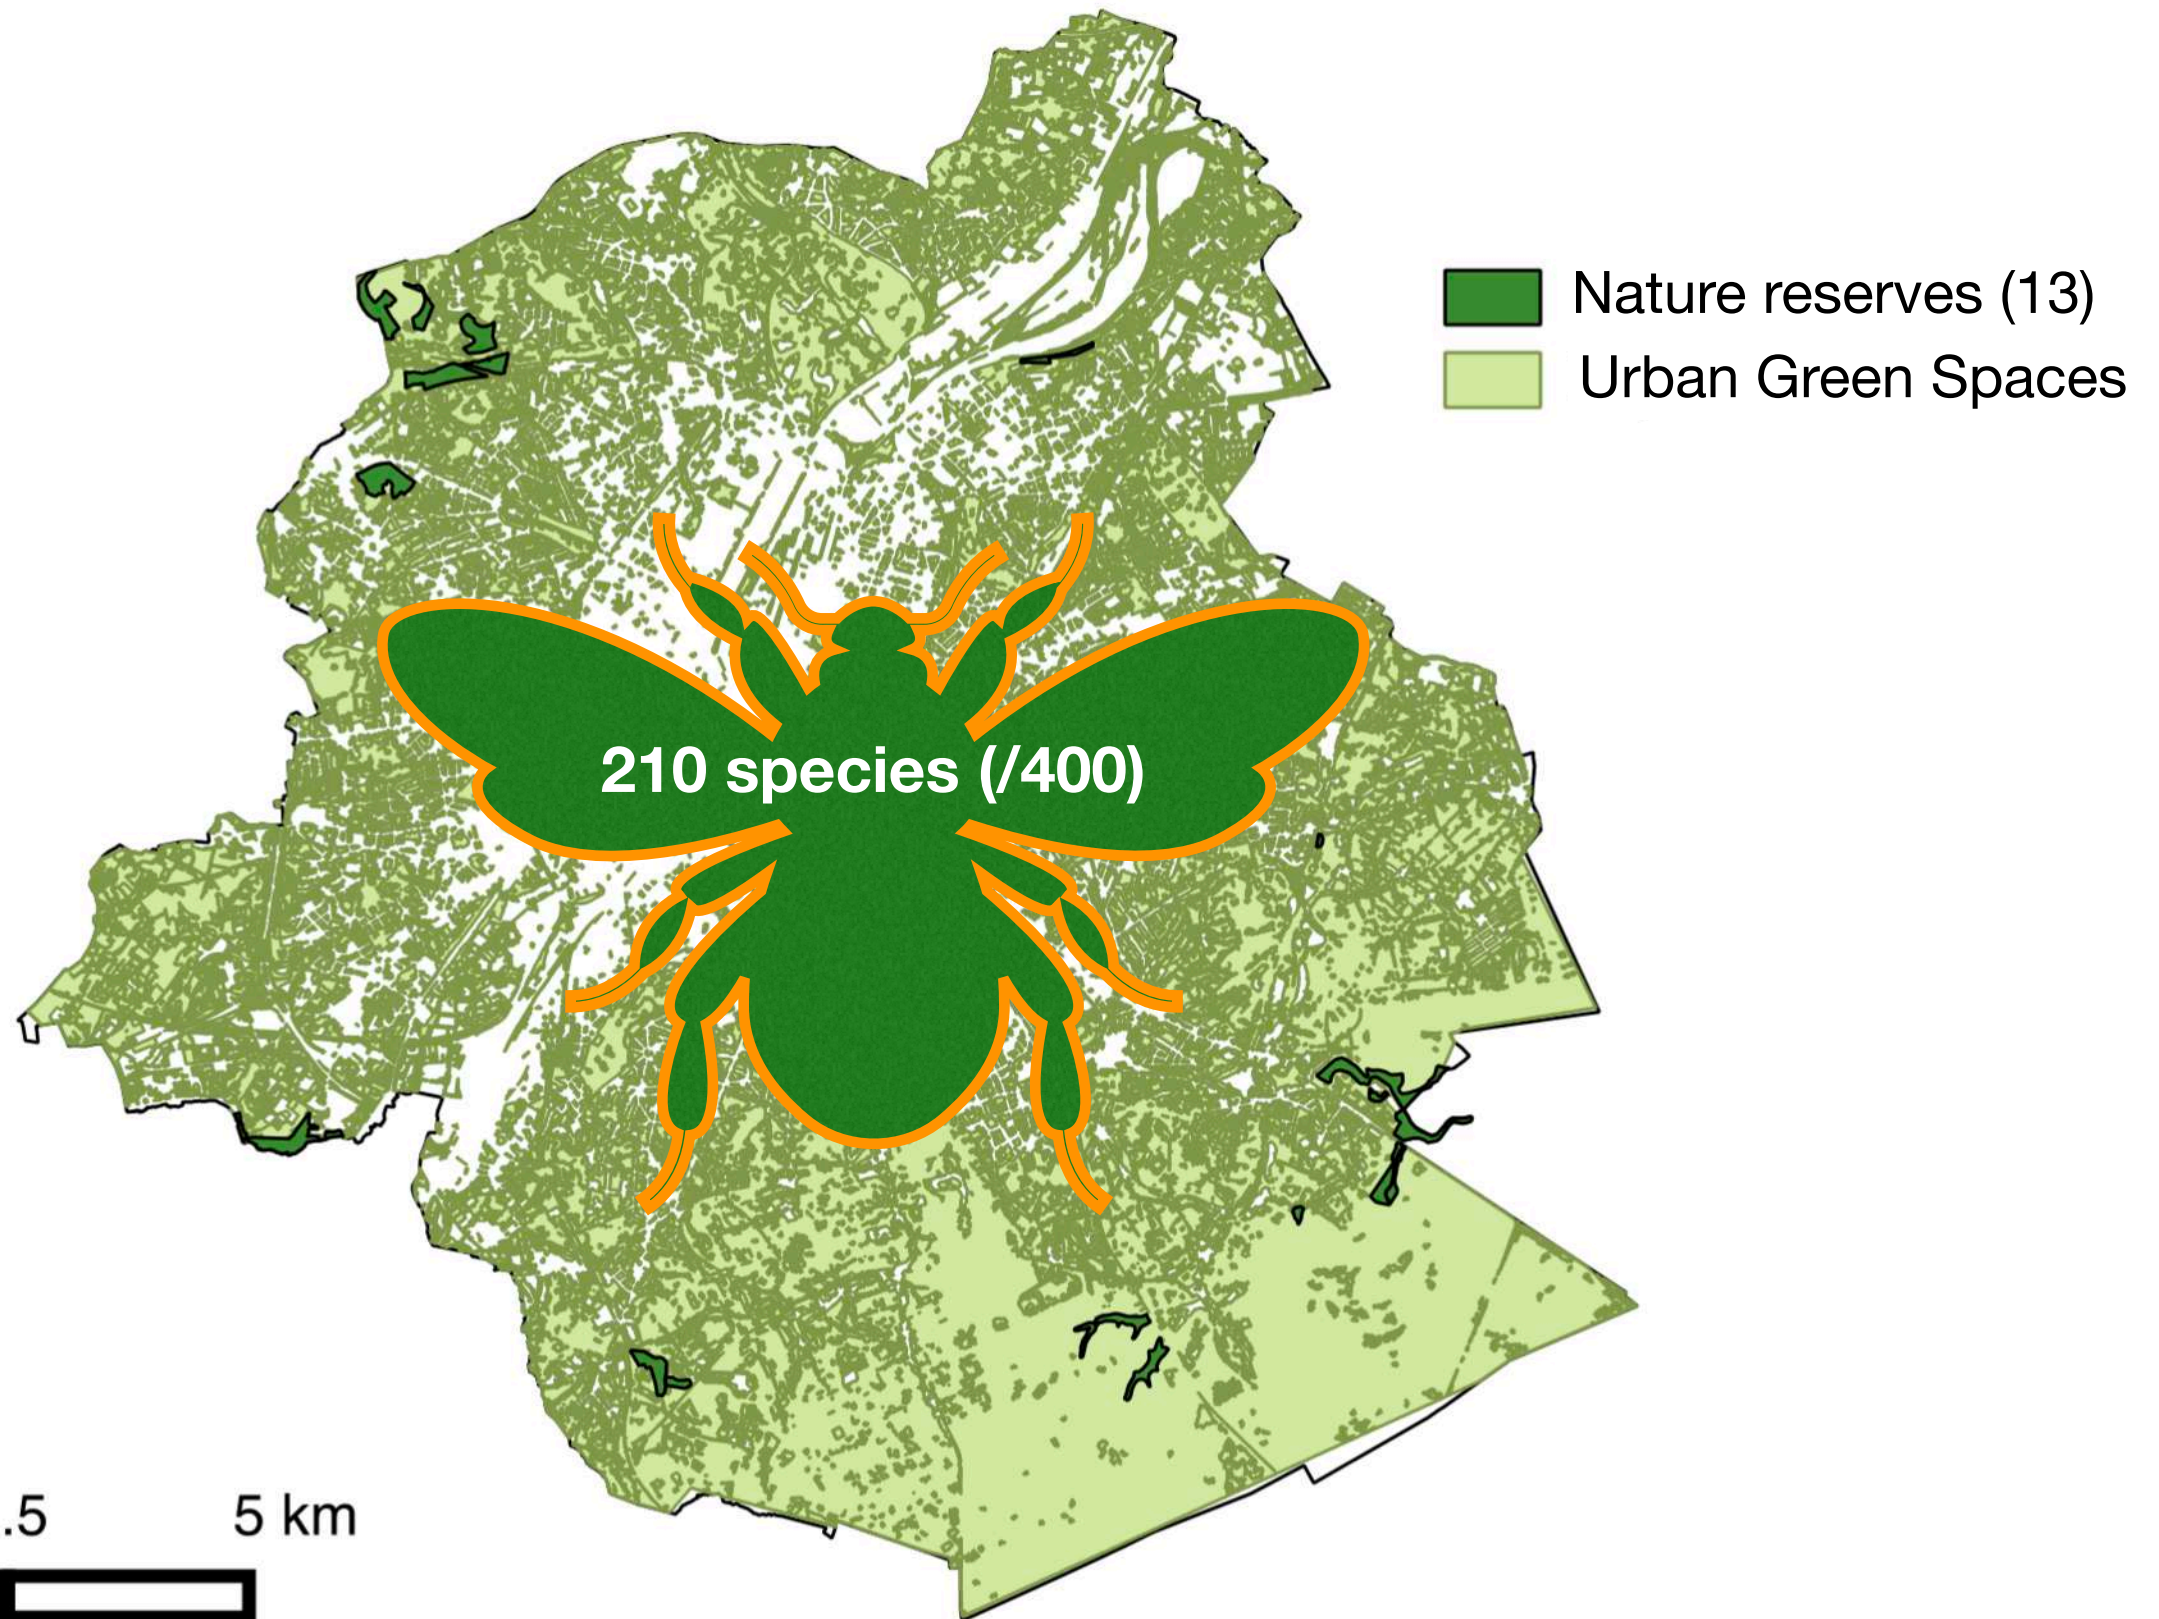 Nature reserves (13)
Urban Green Spaces
210 species (/400)
.5 5 km